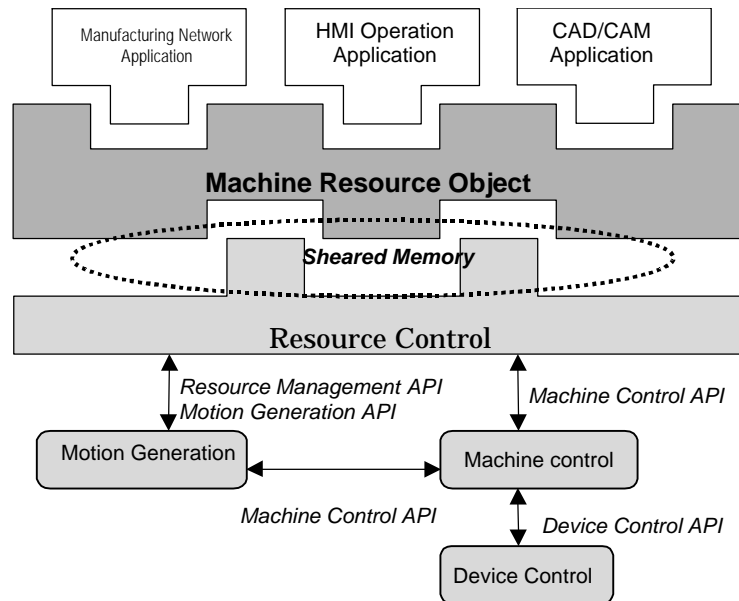 Manufacturing Network
Application
HMI Operation
Application
CAD/CAM
Application
Machine Resource Object
Sheared Memory
Resource Control
Resource Management API
Motion Generation API
Machine Control API
Motion Generation
Machine control
Machine Control API
Device Control API
Device Control